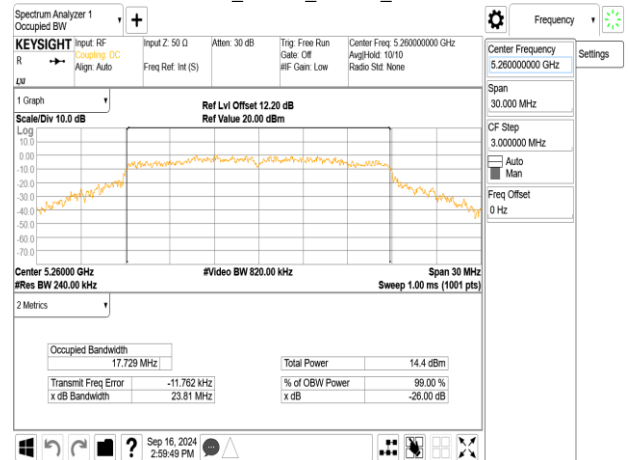 Spectrum Analyzer 1
Occupied BW
Frequency
KEYSIGHT
R
LXI
Input: RF
Coupling: DC
Align: Auto
Input Z: 50 Ω
Freq Ref: Int (S)
Atten: 30 dB
Trig: Free Run
Gate: Off
#IF Gain: Low
Center Freq: 5.260000000 GHz
Avg|Hold: 10/10
Radio Std: None
Center Frequency
5.260000000 GHz
Settings
Span
30.000 MHz
CF Step
3.000000 MHz
Auto
Man
Freq Offset
0 Hz
1 Graph
Scale/Div 10.0 dB
Ref Lvl Offset 12.20 dB
Ref Value 20.00 dBm
Log
10.0
0.00
-10.0
-20.0
-30.0
-40.0
-50.0
-60.0
-70.0
Center 5.26000 GHz
#Video BW 820.00 kHz
Span 30 MHz
#Res BW 240.00 kHz
Sweep 1.00 ms (1001 pts)
2 Metrics
Occupied Bandwidth
17.729 MHz
Total Power 14.4 dBm
Transmit Freq Error -11.762 kHz
% of OBW Power 99.00 %
x dB Bandwidth 23.81 MHz
x dB -26.00 dB
?
Sep 16, 2024
2:59:49 PM